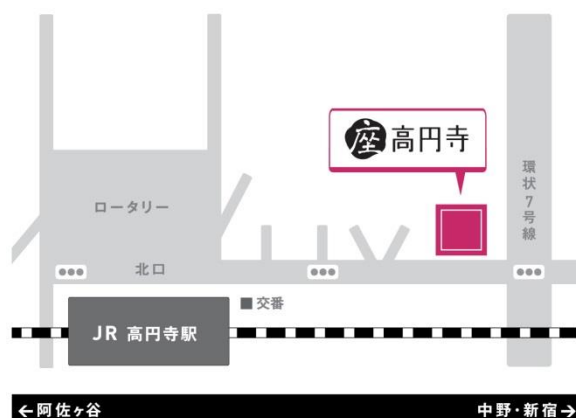 座高円寺
環状7号線
ロータリー
北口
交番
JR 高円寺駅
←阿佐ヶ谷
中野・新宿→